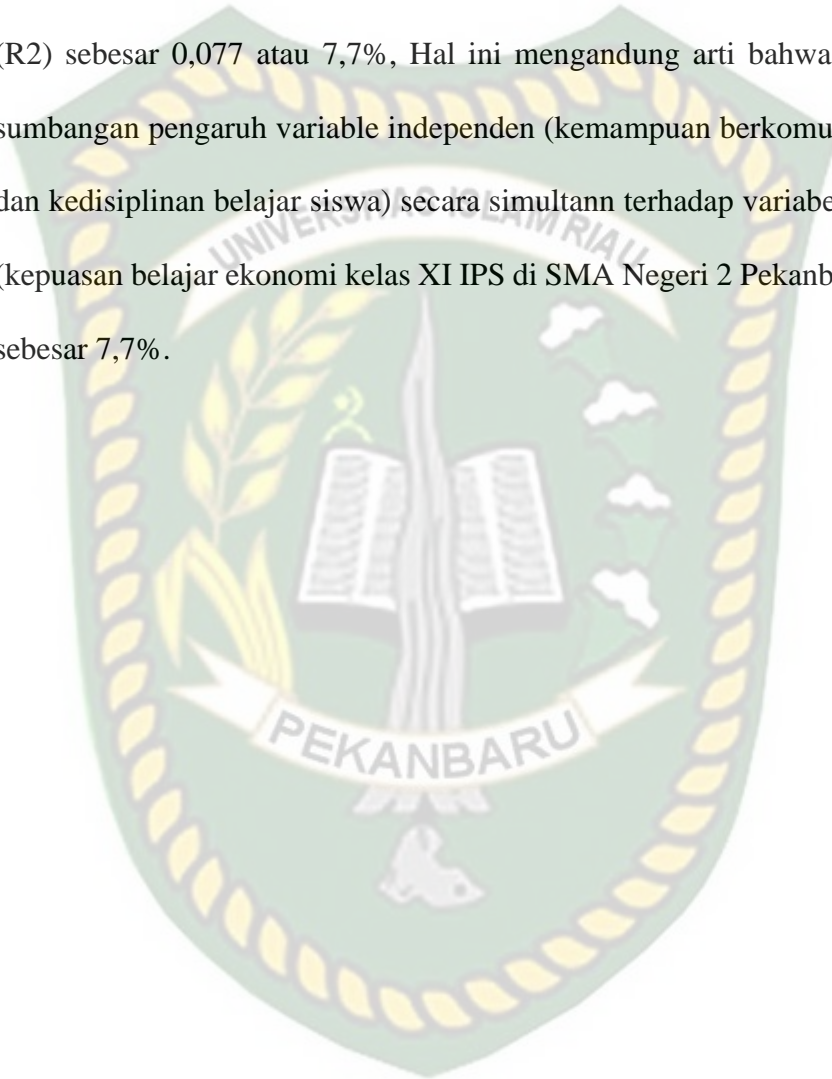 (R2) sebesar 0,077 atau 7,7%, Hal ini mengandung arti bahwa
sumbangan pengaruh variable independen (kemampuan berkomu
dan kedisiplinan belajar siswa) secara simultann terhadap variabe
(kepuasan belajar ekonomi kelas XI IPS di SMA Negeri 2 Pekanb
sebesar 7,7%.
UNIVERSITAS ISLAM RIAU
PEKANBARU